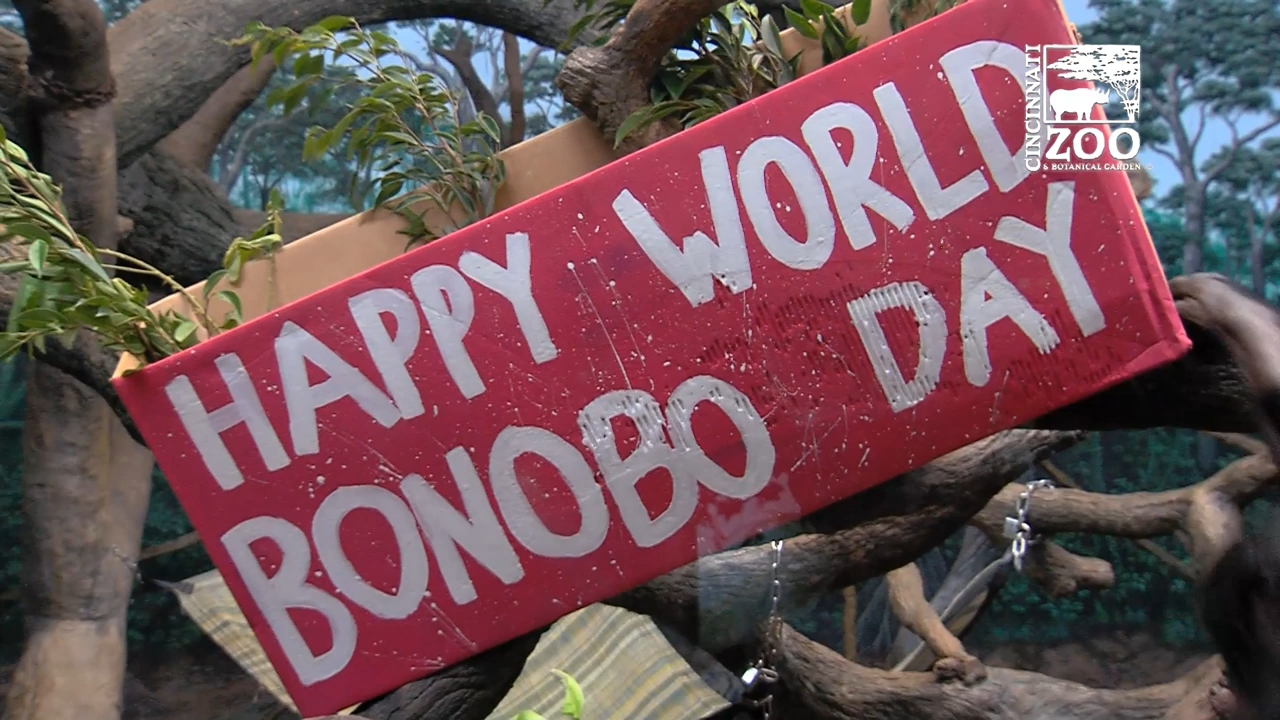 HAPPY WORLD
BONOBO DAY
CINCINNATI
ZOO
& BOTANICAL GARDEN